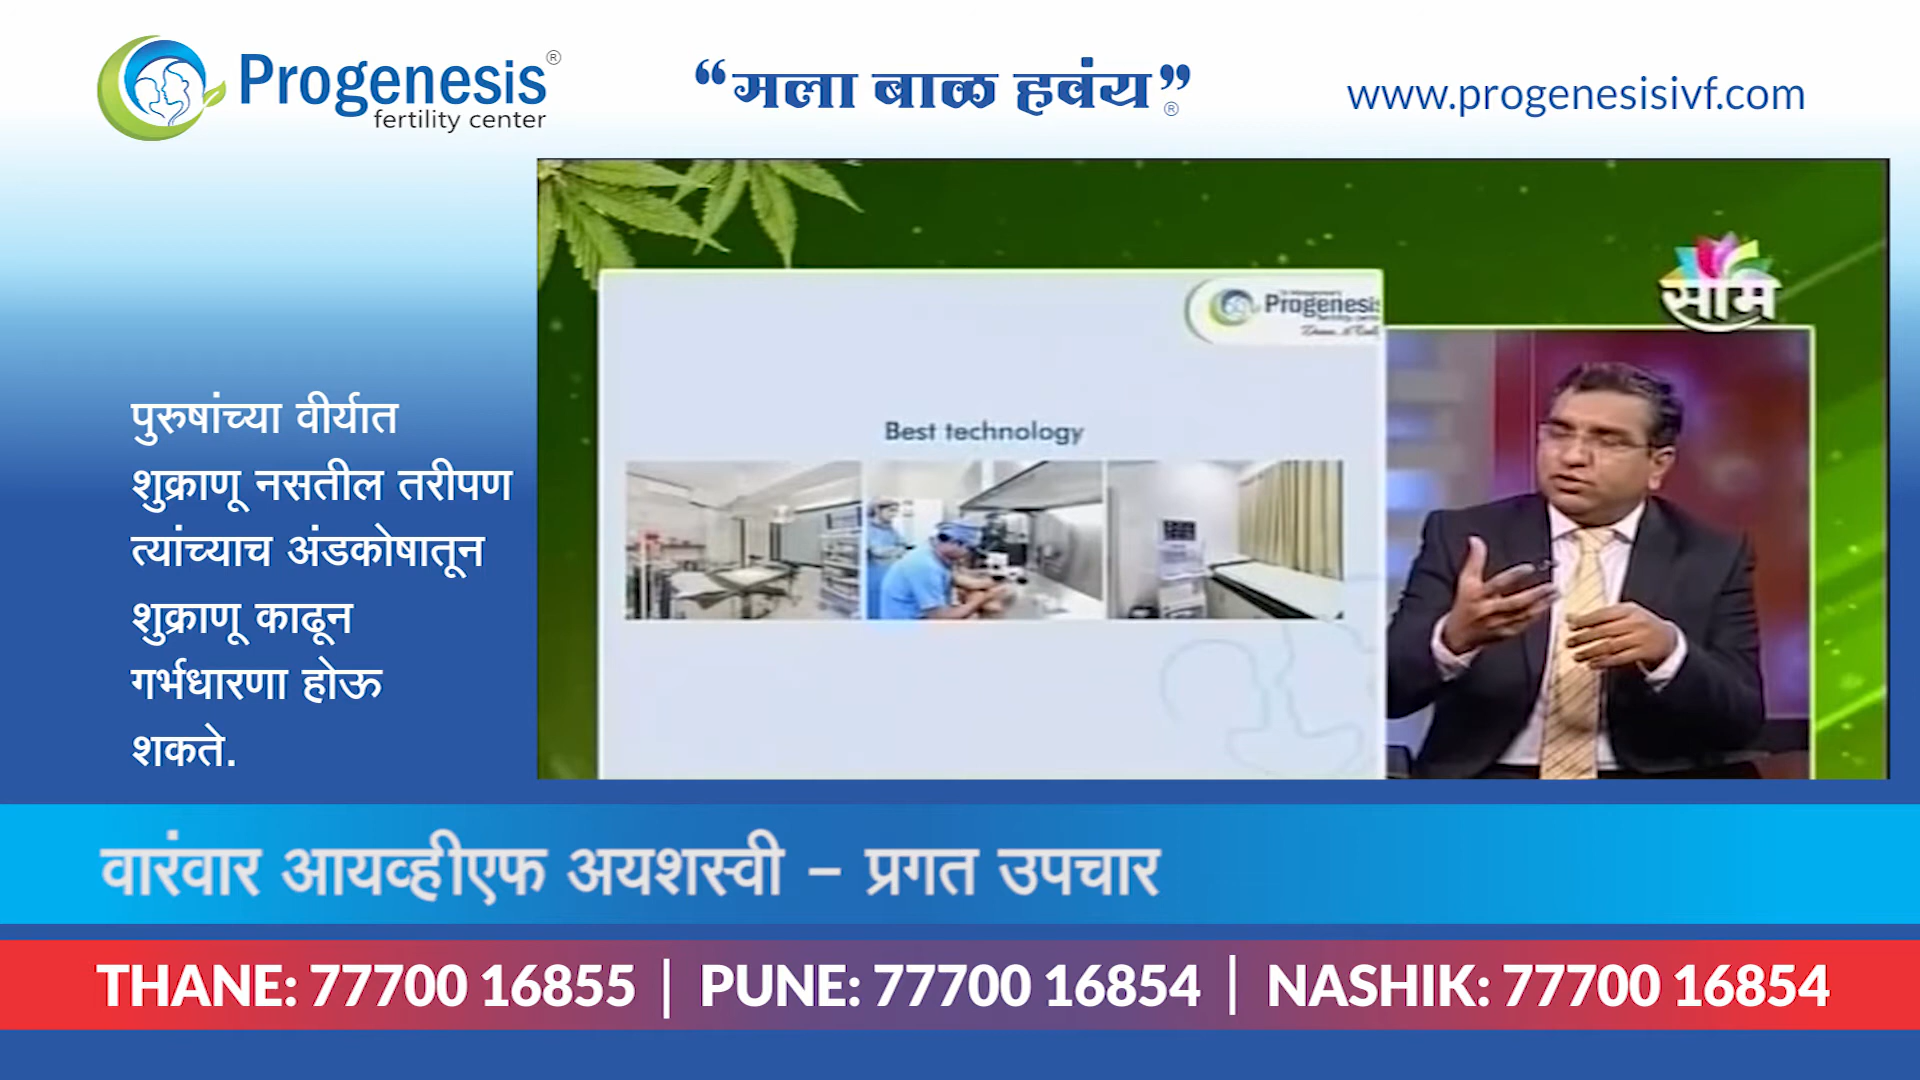 Progenesis®
fertility center
“मला बाळ हवंय”®
www.progenesisivf.com
साम
Progenesis
Best technology
पुरुषांच्या वीर्यात
शुक्राणू नसतील तरीपण
त्यांच्याच अंडकोषातून
शुक्राणू काढून
गर्भधारणा होऊ
शकते.
वारंवार आयव्हीएफ अयशस्वी – प्रगत उपचार
THANE: 77700 16855 | PUNE: 77700 16854 | NASHIK: 77700 16854